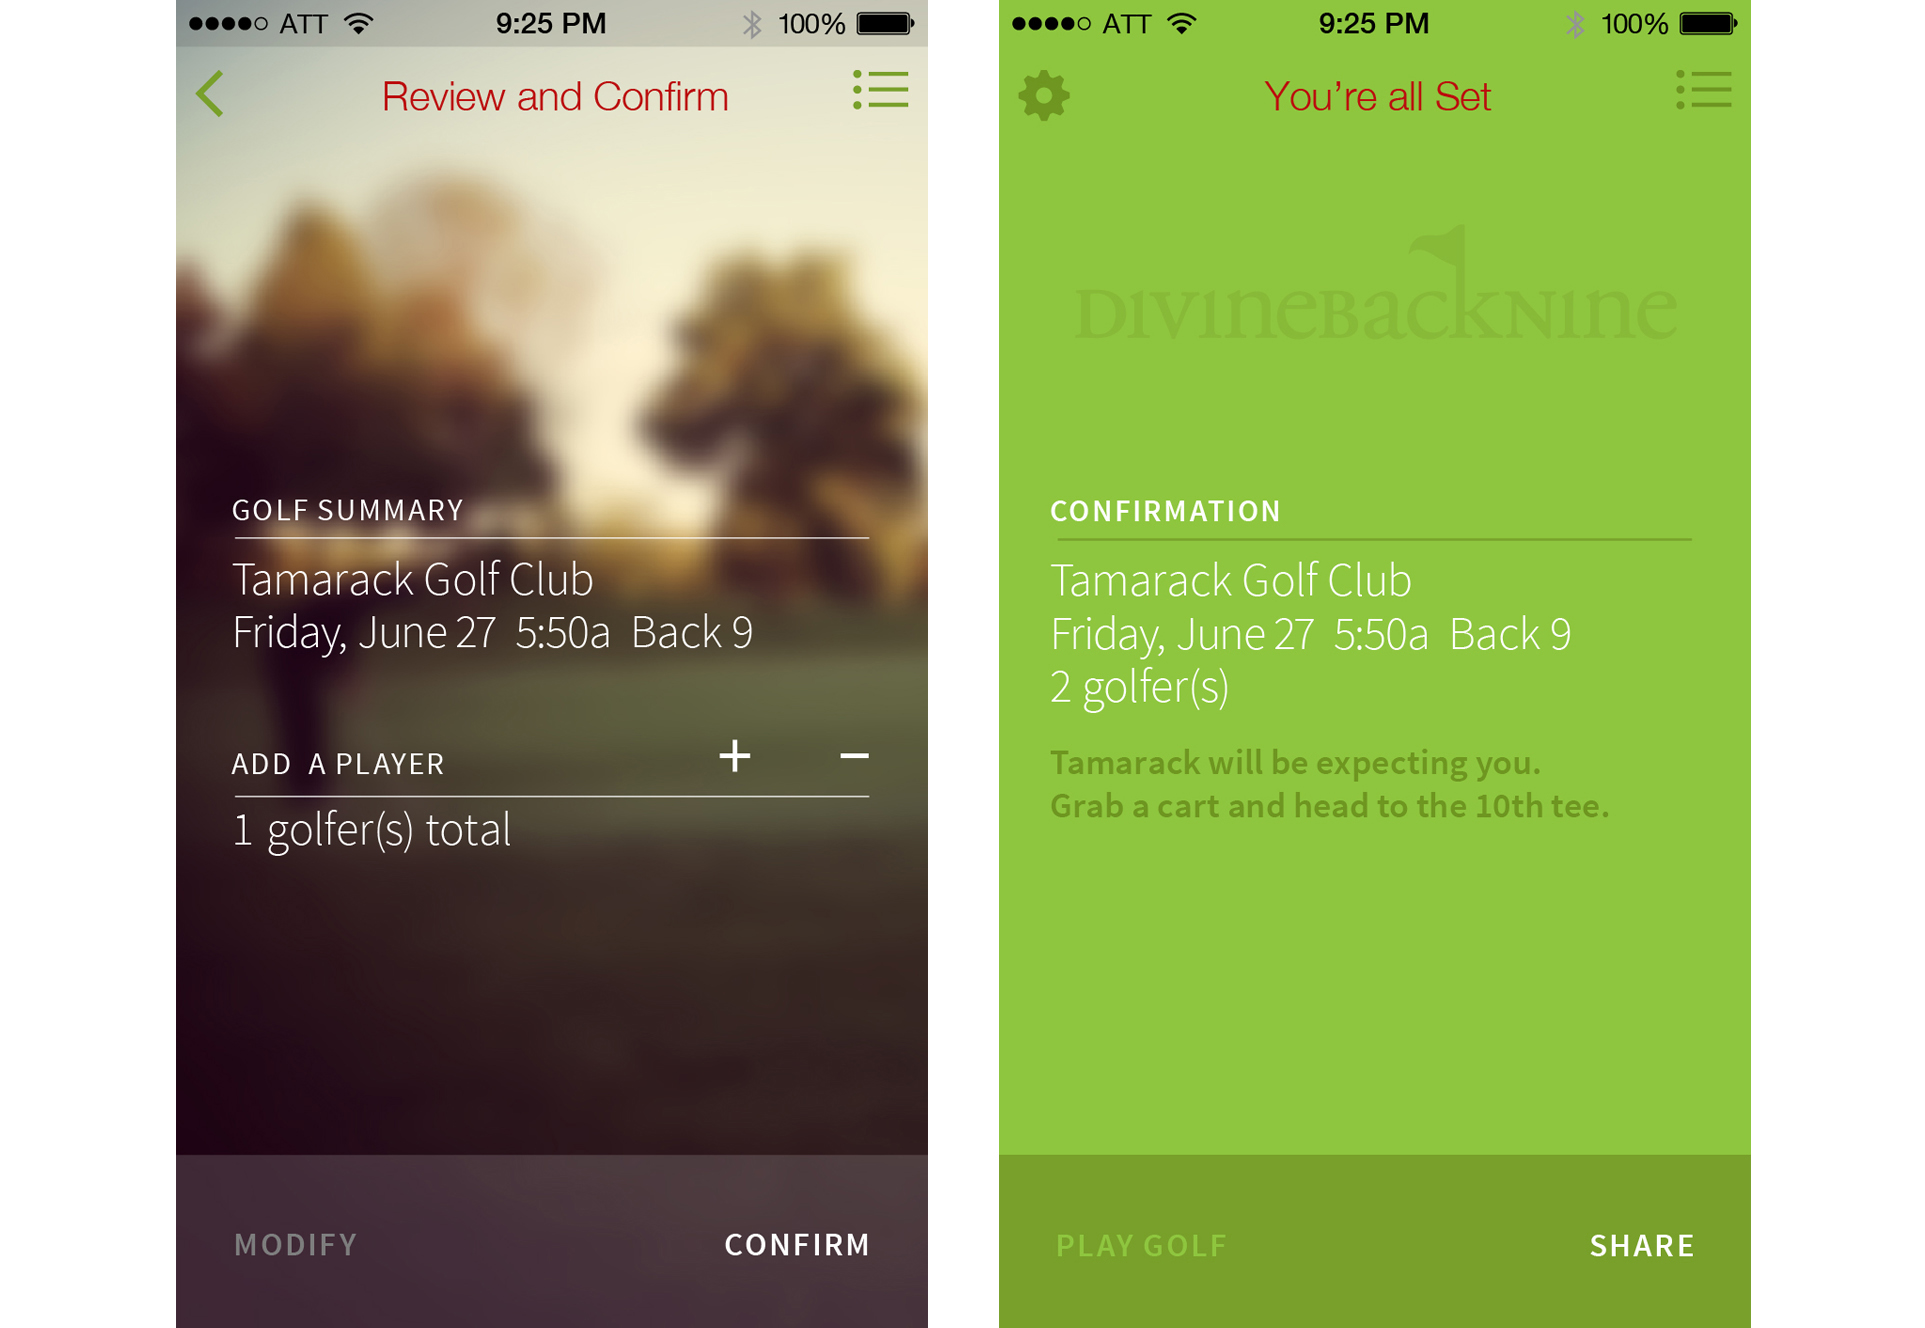 ATT 9:25 PM 100%
Review and Confirm
GOLF SUMMARY
Tamarack Golf Club
Friday, June 27 5:50a Back 9
ADD A PLAYER + −
1 golfer(s) total
MODIFY CONFIRM
ATT 9:25 PM 100%
You’re all Set
DIVINEBACKNINE
CONFIRMATION
Tamarack Golf Club
Friday, June 27 5:50a Back 9
2 golfer(s)
Tamarack will be expecting you.
Grab a cart and head to the 10th tee.
PLAY GOLF SHARE